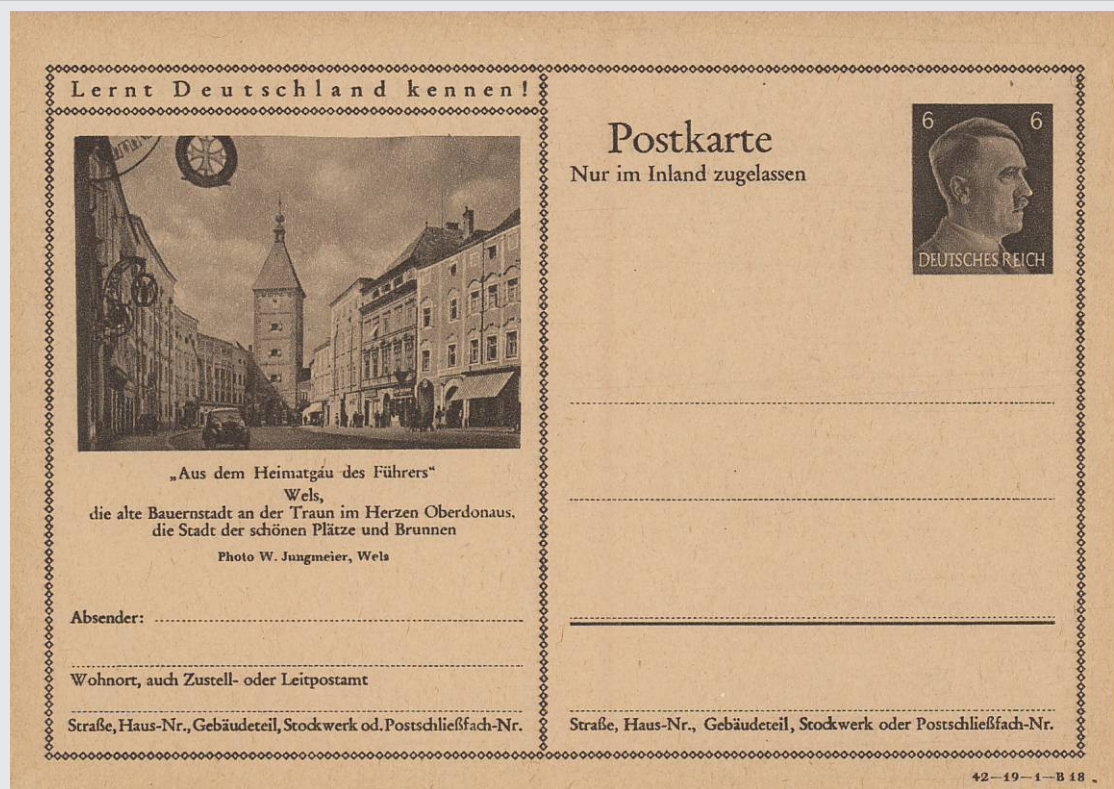 Lernt Deutschland kennen!
„Aus dem Heimatgau des Führers“
Wels,
die alte Bauernstadt an der Traun im Herzen Oberdonaus,
die Stadt der schönen Plätze und Brunnen
Photo W. Jungmeier, Wels
Absender:
Wohnort, auch Zustell- oder Leitpostamt
Straße, Haus-Nr., Gebäudeteil, Stockwerk od. Postschließfach-Nr.
Postkarte
Nur im Inland zugelassen
6 6
DEUTSCHES REICH
Straße, Haus-Nr., Gebäudeteil, Stockwerk oder Postschließfach-Nr.
42—19—1—B 18